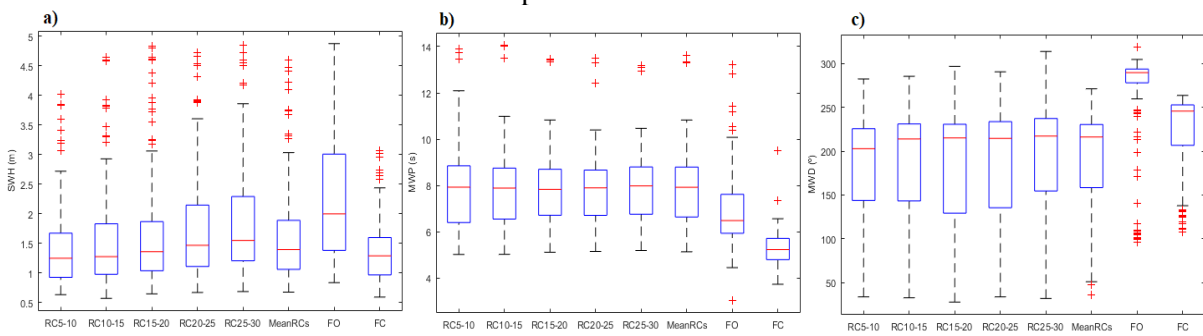 a)
SWH (m)
5
4.5
4
3.5
3
2.5
2
1.5
1
0.5
RC5-10 RC10-15 RC15-20 RC20-25 RC25-30 MeanRCs FO FC
b)
MWP (s)
14
12
10
8
6
4
RC5-10 RC10-15 RC15-20 RC20-25 RC25-30 MeanRCs FO FC
c)
MWD (º)
300
250
200
150
100
50
0
RC5-10 RC10-15 RC15-20 RC20-25 RC25-30 MeanRCs FO FC